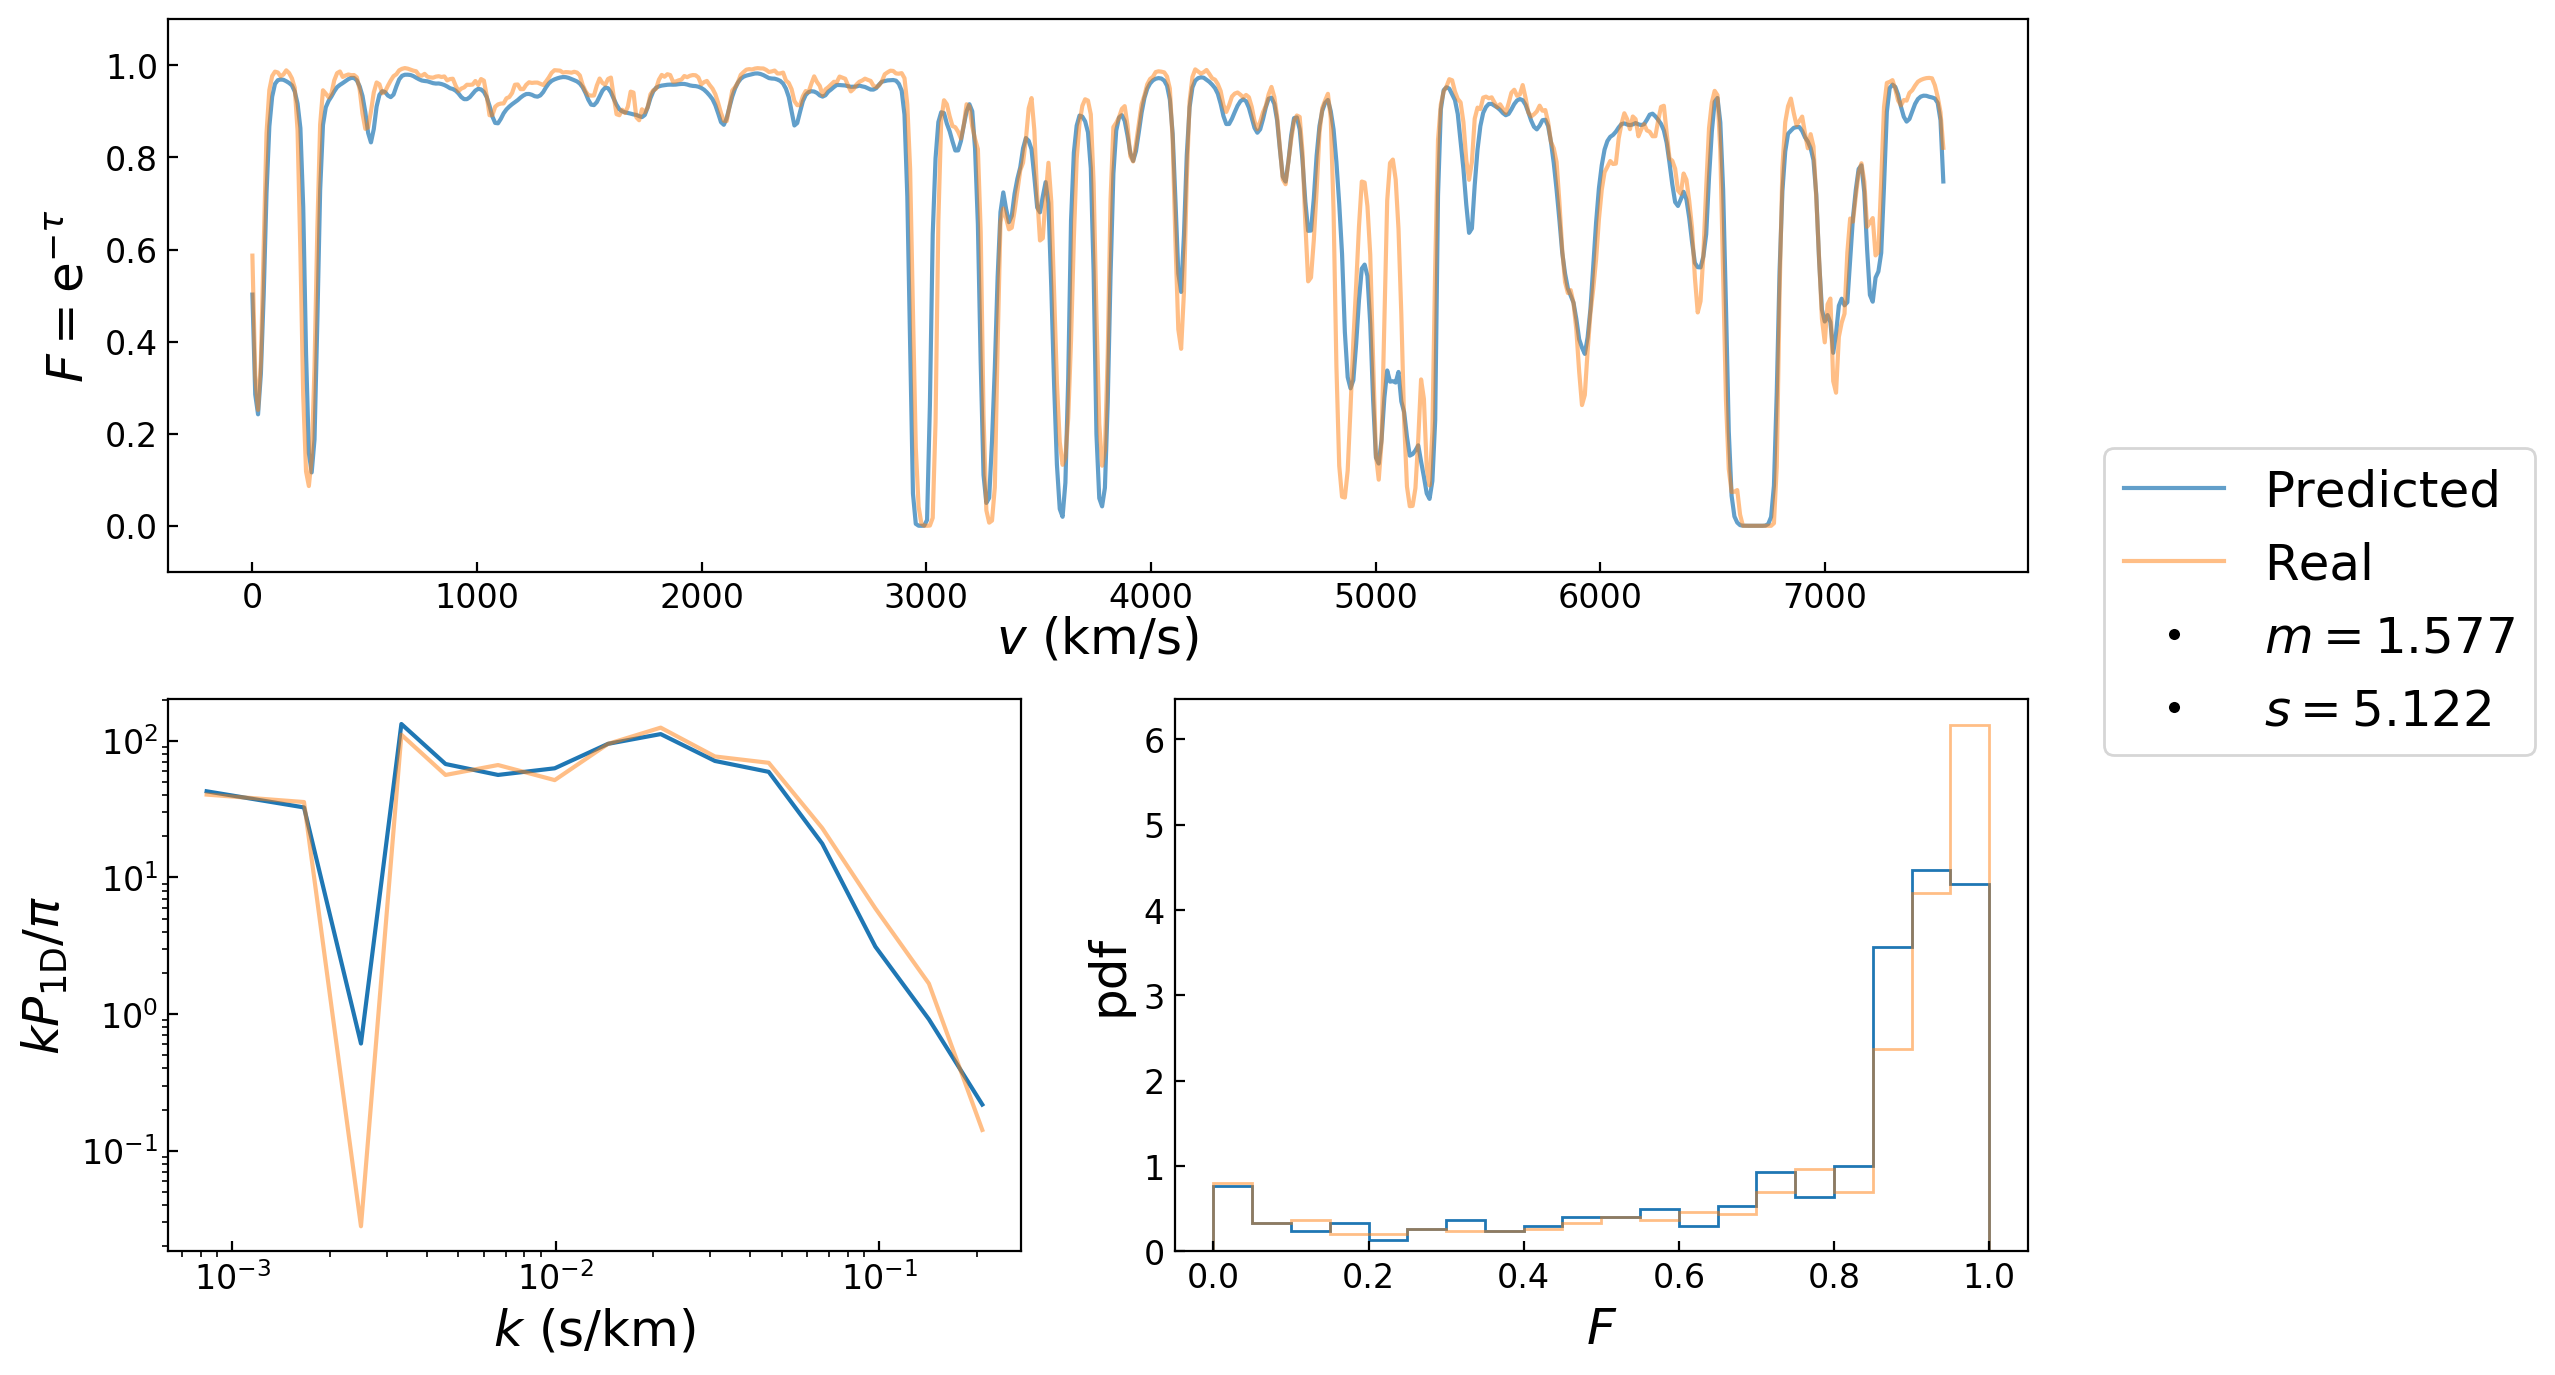 1.0
0.8
0.6
0.4
0.2
0.0
F = e^{−τ}
0 1000 2000 3000 4000 5000 6000 7000
v (km/s)
Predicted
Real
m = 1.577
s = 5.122
10^2
10^1
10^0
10^{−1}
kP_{1D}/π
10^{−3} 10^{−2} 10^{−1}
k (s/km)
6
5
4
3
2
1
0
pdf
0.0 0.2 0.4 0.6 0.8 1.0
F